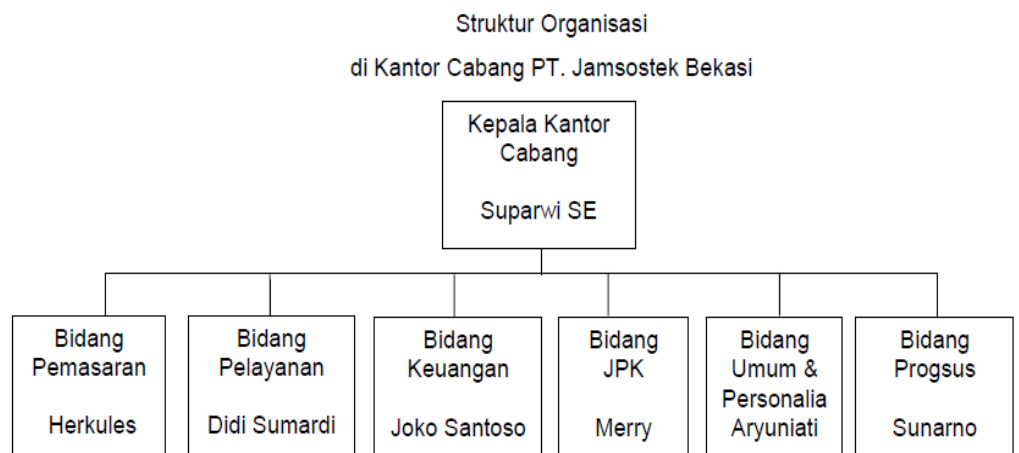 Struktur Organisasi
di Kantor Cabang PT. Jamsostek Bekasi
Kepala Kantor
Cabang
Suparwi SE
Bidang
Pemasaran
Herkules
Bidang
Pelayanan
Didi Sumardi
Bidang
Keuangan
Joko Santoso
Bidang
JPK
Merry
Bidang
Umum &
Personalia
Aryuniati
Bidang
Progsus
Sunarno